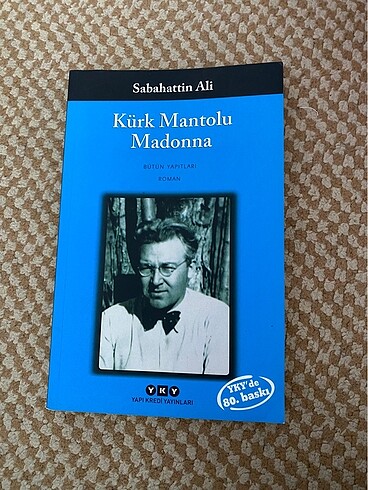 Sabahattin Ali
Kürk Mantolu
Madonna
BÜTÜN YAPITLARI
ROMAN
YKY
YAPI KREDİ YAYINLARI
YKY'de
80. baskı